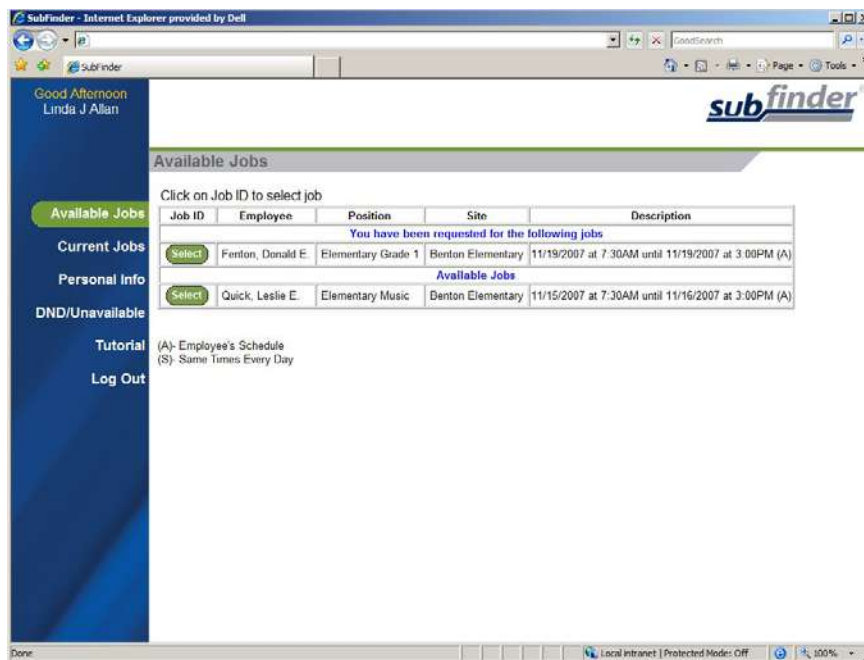 SubFinder - Internet Explorer provided by Dell
GoodSearch
SubFinder
Page
Tools
Good Afternoon
Linda J Allan
subfinder
Available Jobs
Click on Job ID to select job
Job ID Employee Position Site Description
You have been requested for the following jobs
Select Fenton, Donald E. Elementary Grade 1 Benton Elementary 11/19/2007 at 7:30AM until 11/19/2007 at 3:00PM (A)
Available Jobs
Select Quick, Leslie E. Elementary Music Benton Elementary 11/15/2007 at 7:30AM until 11/16/2007 at 3:00PM (A)
(A)- Employee's Schedule
(S)- Same Times Every Day
Available Jobs
Current Jobs
Personal Info
DND/Unavailable
Tutorial
Log Out
Done
Local intranet | Protected Mode: Off
100%